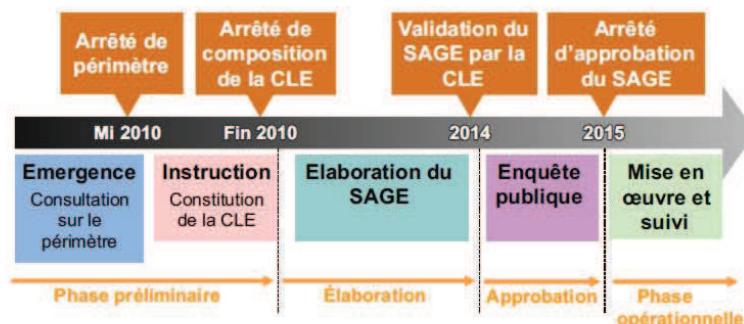 Arrêté de
périmètre
Arrêté de
composition
de la CLE
Validation du
SAGE par la
CLE
Arrêté
d'approbation
du SAGE
Mi 2010
Fin 2010
2014
2015
Emergence
Consultation
sur le
périmètre
Instruction
Constitution
de la CLE
Elaboration du
SAGE
Enquête
publique
Mise en
œuvre et
suivi
Phase préliminaire
Élaboration
Approbation
Phase
opérationnelle